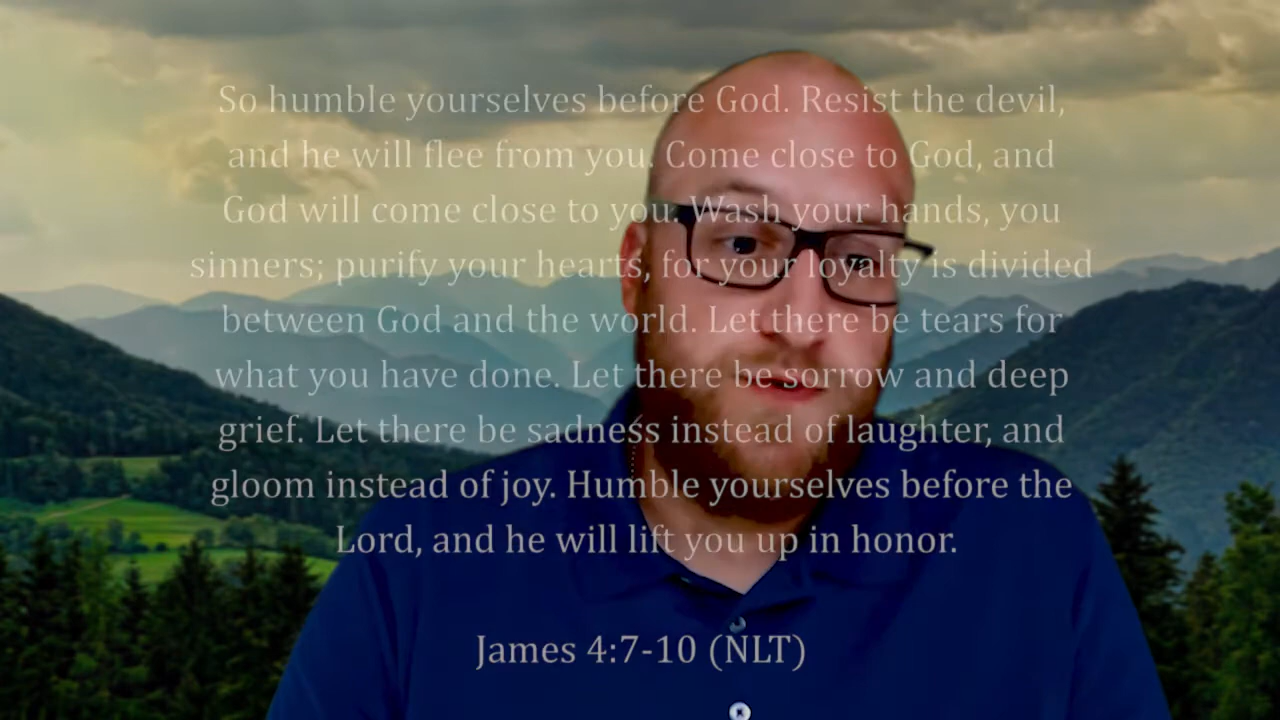 So humble yourselves before God. Resist the devil,
and he will flee from you. Come close to God, and
God will come close to you. Wash your hands, you
sinners; purify your hearts, for your loyalty is divided
between God and the world. Let there be tears for
what you have done. Let there be sorrow and deep
grief. Let there be sadness instead of laughter, and
gloom instead of joy. Humble yourselves before the
Lord, and he will lift you up in honor.
James 4:7-10 (NLT)